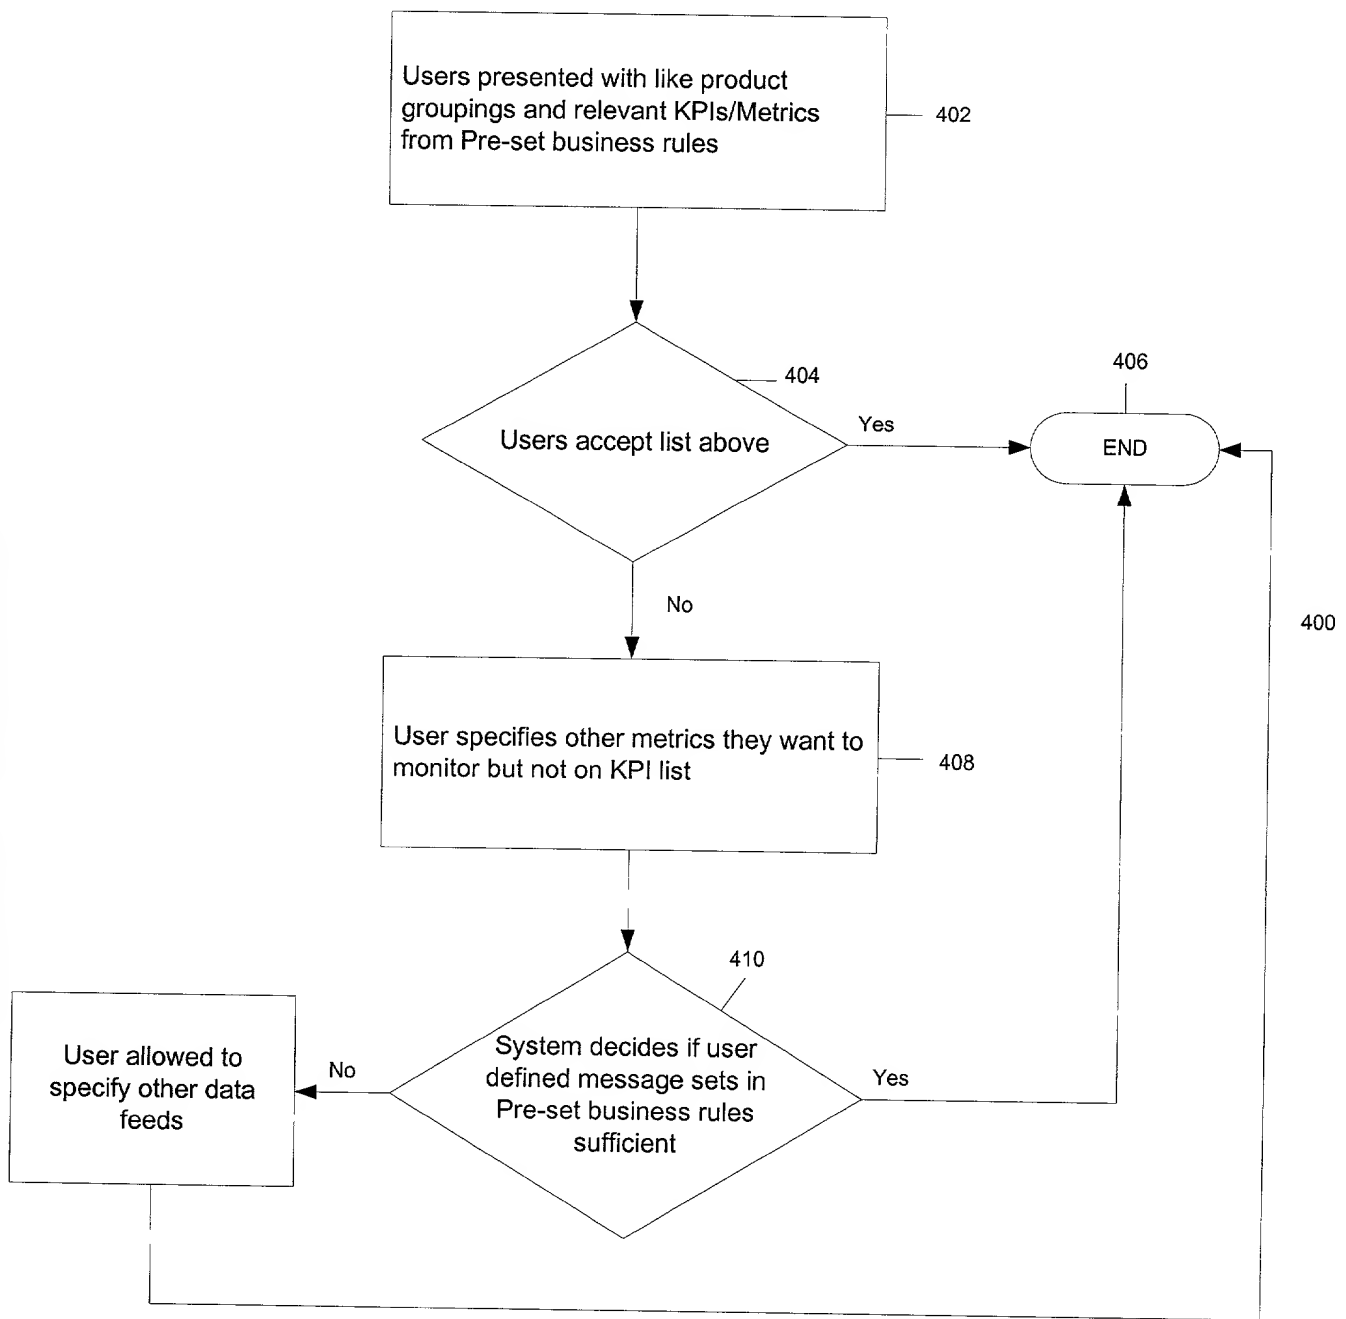 Users presented with like product
groupings and relevant KPIs/Metrics
from Pre-set business rules
402
404
406
Users accept list above
Yes
END
No
400
User specifies other metrics they want to
monitor but not on KPI list
408
410
User allowed to
specify other data
feeds
No
System decides if user
defined message sets in
Pre-set business rules
sufficient
Yes